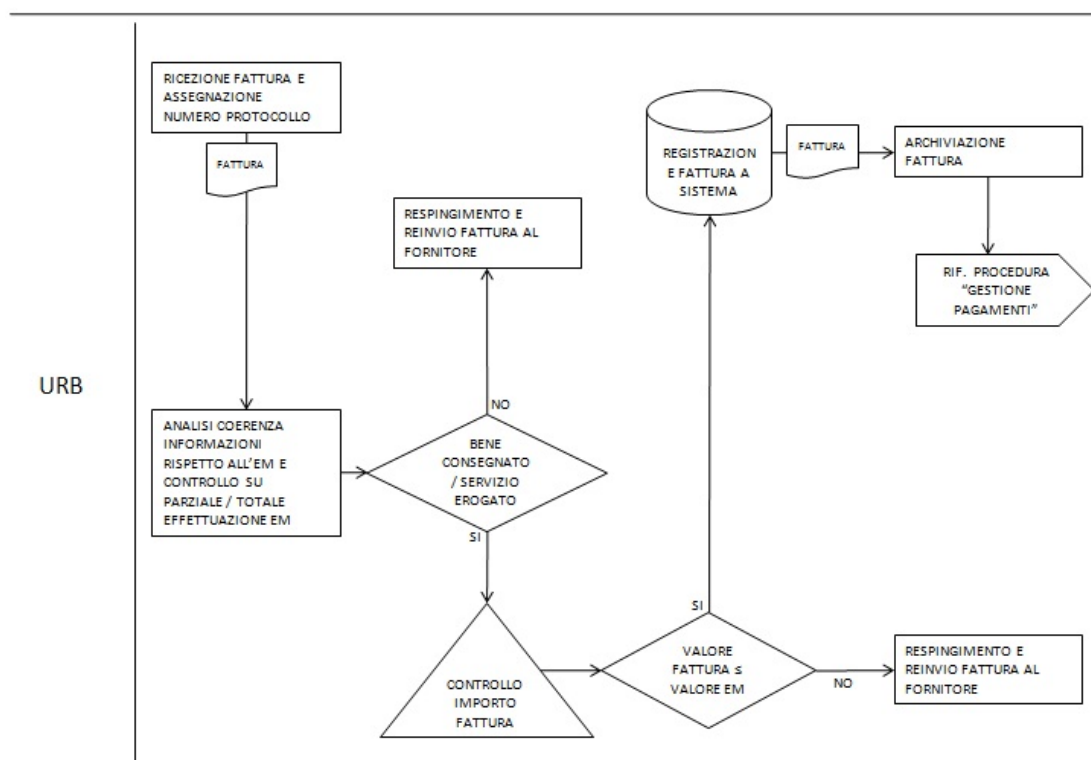 URB
RICEZIONE FATTURA E
ASSEGNAZIONE
NUMERO PROTOCOLLO
FATTURA
ANALISI COERENZA
INFORMAZIONI
RISPETTO ALL'EM E
CONTROLLO SU
PARZIALE / TOTALE
EFFETTUAZIONE EM
RESPINGIMENTO E
REINVIO FATTURA AL
FORNITORE
NO
BENE
CONSEGNATO
/ SERVIZIO
EROGATO
SI
CONTROLLO
IMPORTO
FATTURA
VALORE
FATTURA ≤
VALORE EM
SI
NO
RESPINGIMENTO E
REINVIO FATTURA AL
FORNITORE
REGISTRAZION
E FATTURA A
SISTEMA
FATTURA
ARCHIVIAZIONE
FATTURA
RIF. PROCEDURA
"GESTIONE
PAGAMENTI"